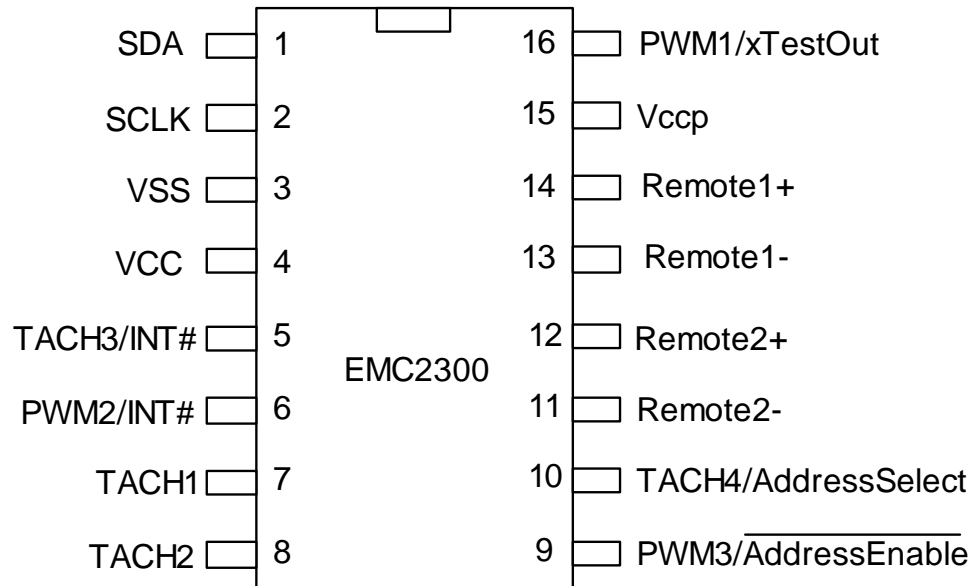 SDA 1 16 PWM1/xTestOut
SCLK 2 15 Vccp
VSS 3 14 Remote1+
VCC 4 13 Remote1-
TACH3/INT# 5 12 Remote2+
EMC2300
PWM2/INT# 6 11 Remote2-
TACH1 7 10 TACH4/AddressSelect
TACH2 8 9 PWM3/AddressEnable